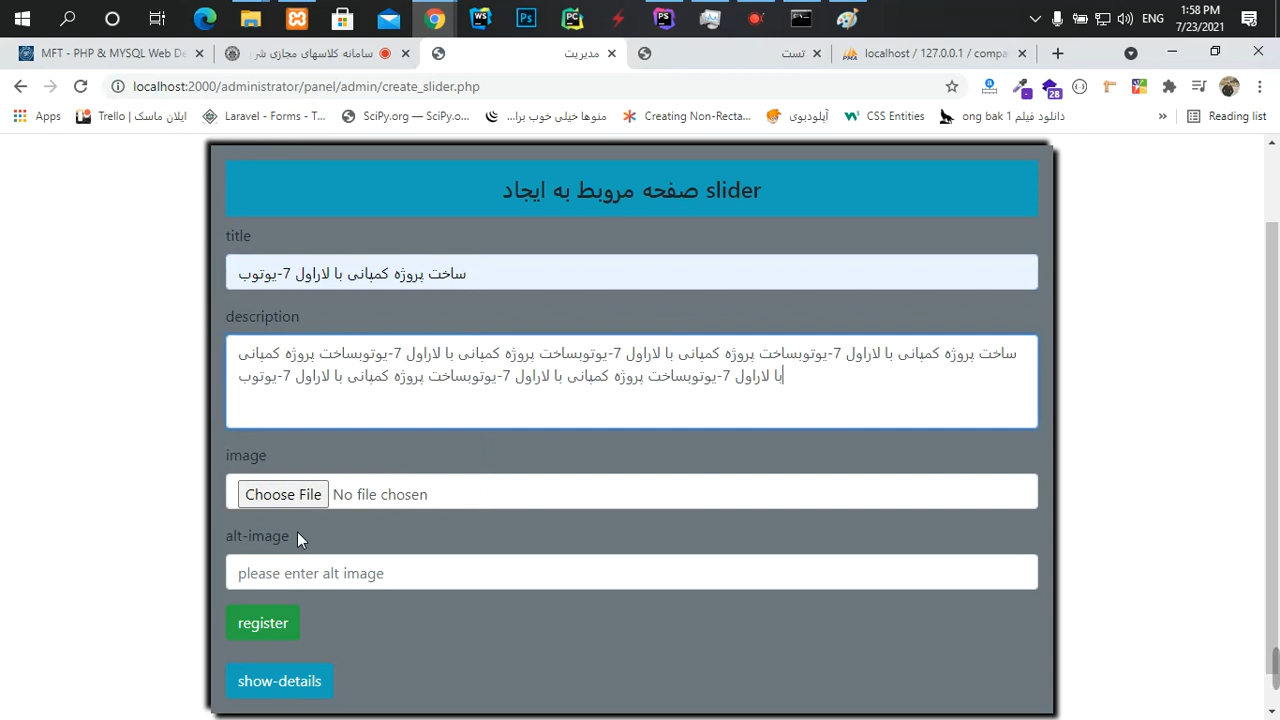 1:58 PM
ENG
7/23/2021
MFT - PHP & MYSQL Web De
سامانه کلاسهای مجازی شر
مدیریت
تست
localhost / 127.0.0.1 / compa
localhost:2000/administrator/panel/admin/create_slider.php
28
Apps
Trello | ایلان ماسک
Laravel - Forms - T...
SciPy.org — SciPy.o...
منوها خیلی خوب برا...
Creating Non-Recta...
آپلودبوی
CSS Entities
دانلود فیلم ong bak 1
»
Reading list
صفحه مروبط به ایجاد slider
title
ساخت پروژه کمپانی با لاراول 7-یوتوب
description
ساخت پروژه کمپانی با لاراول 7-یوتوبساخت پروژه کمپانی با لاراول 7-یوتوبساخت پروژه کمپانی با لاراول 7-یوتوبساخت پروژه کمپانی
با لاراول 7-یوتوبساخت پروژه کمپانی با لاراول 7-یوتوبساخت پروژه کمپانی با لاراول 7-یوتوب
image
Choose File No file chosen
alt-image
please enter alt image
register
show-details